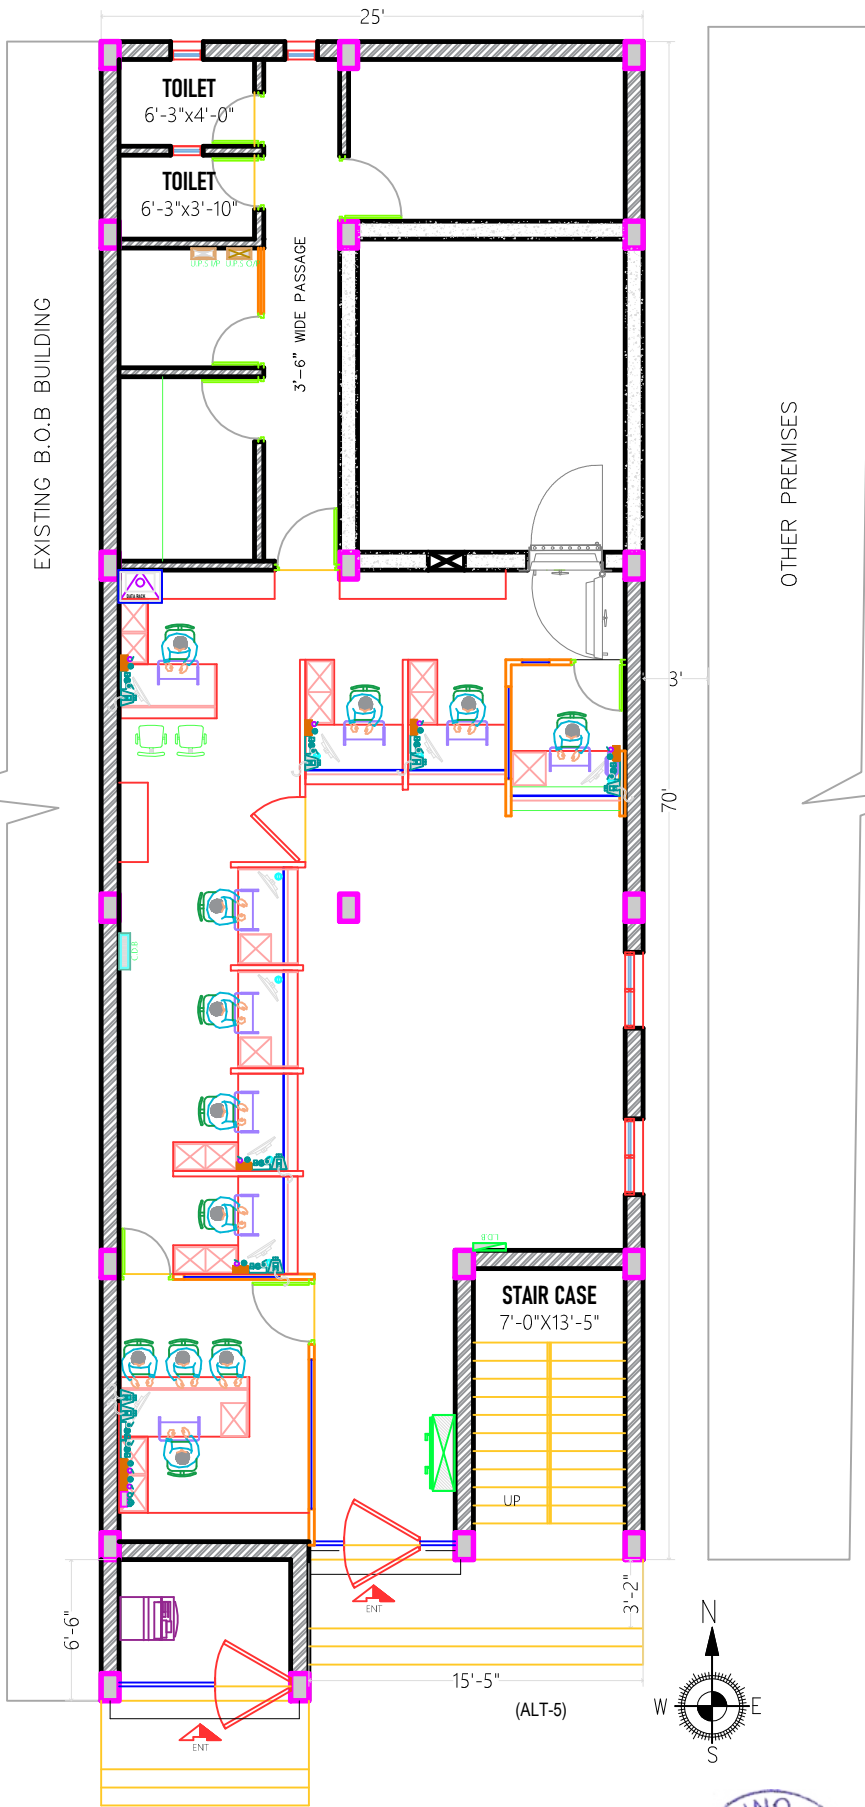 25'
TOILET
6'-3"x4'-0"
TOILET
6'-3"x3'-10"
3'-6" WIDE PASSAGE
EXISTING B.O.B BUILDING
OTHER PREMISES
DATA RACK
3'
70'
STAIR CASE
7'-0"X13'-5"
UP
ENT
6'-6"
3'-2"
15'-5"
(ALT-5)
ENT
N
W
E
S